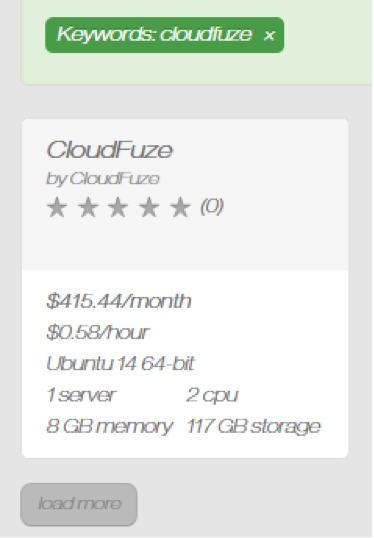 Keywords: cloudfuze ×
CloudFuze
by CloudFuze
(0)
$415.44/month
$0.58/hour
Ubuntu 14 64-bit
1 server 2 cpu
8 GB memory 117 GB storage
load more